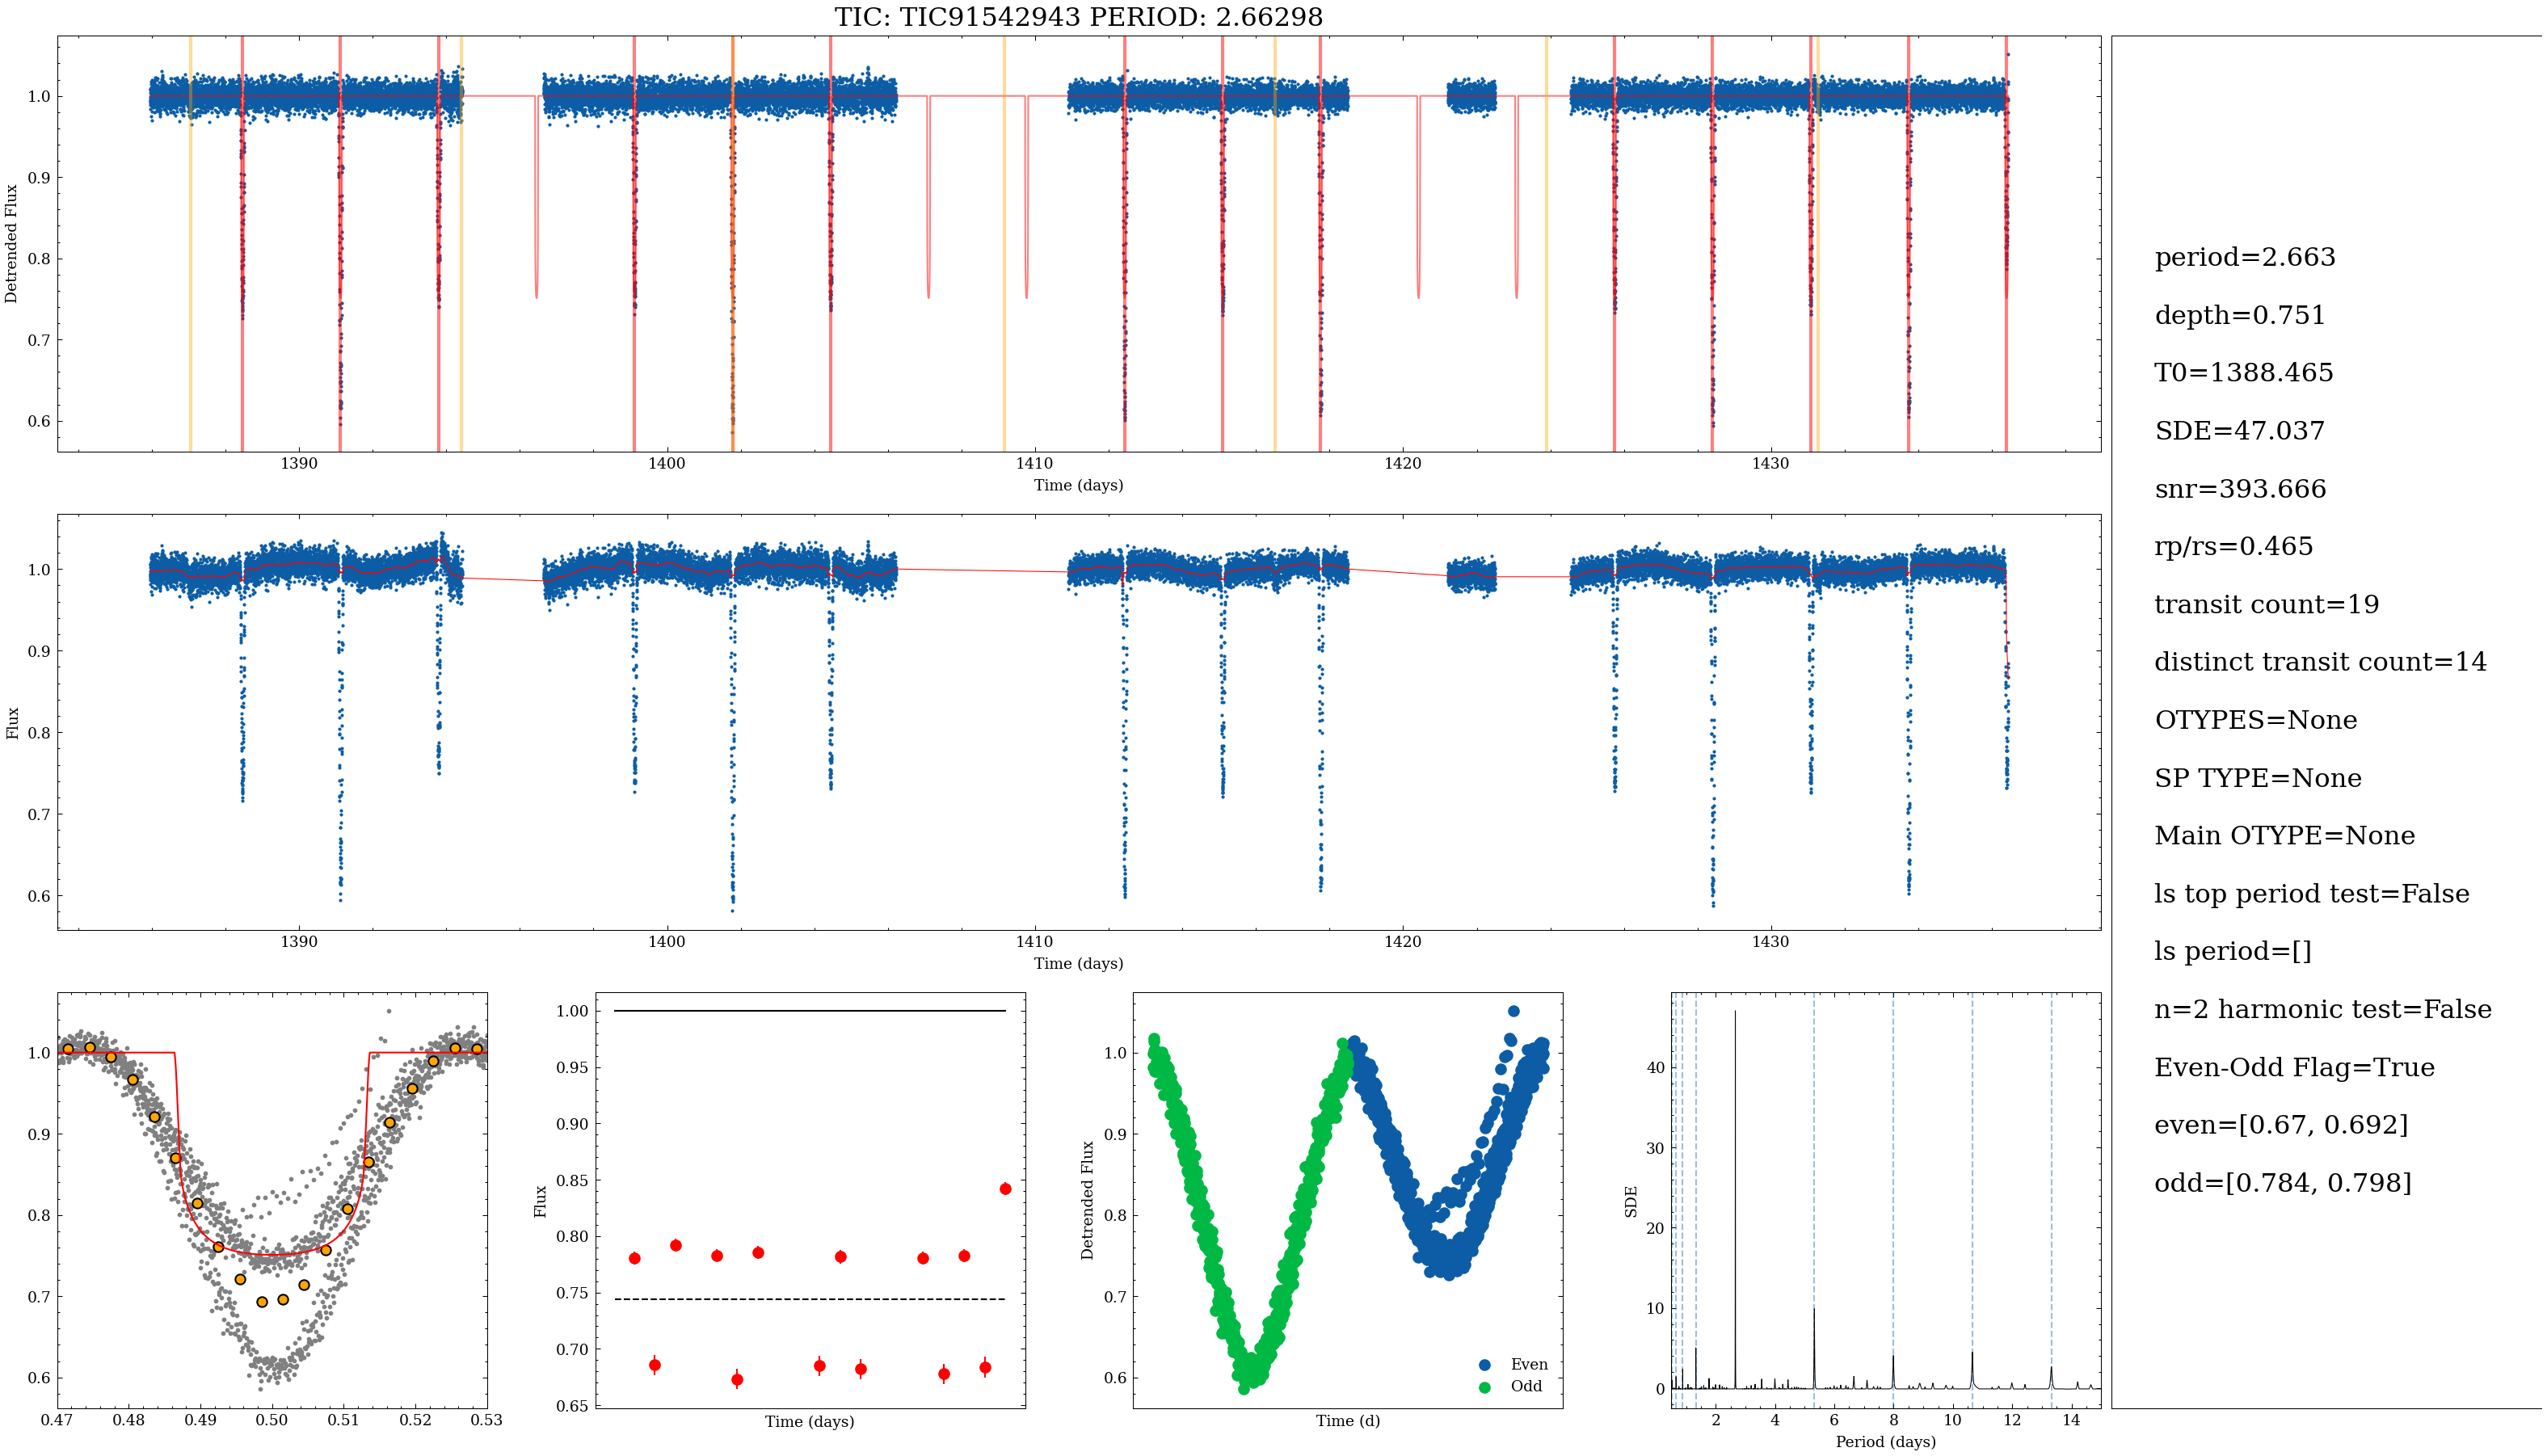 TIC: TIC91542943 PERIOD: 2.66298
Detrended Flux
1.0
0.9
0.8
0.7
0.6
1390
1400
1410
1420
1430
Time (days)
Flux
1.0
0.9
0.8
0.7
0.6
1390
1400
1410
1420
1430
Time (days)
1.0
0.9
0.8
0.7
0.6
0.47
0.48
0.49
0.50
0.51
0.52
0.53
Flux
1.00
0.95
0.90
0.85
0.80
0.75
0.70
0.65
Time (days)
Detrended Flux
1.0
0.9
0.8
0.7
0.6
Even
Odd
Time (d)
SDE
40
30
20
10
0
2
4
6
8
10
12
14
Period (days)
period=2.663
depth=0.751
T0=1388.465
SDE=47.037
snr=393.666
rp/rs=0.465
transit count=19
distinct transit count=14
OTYPES=None
SP TYPE=None
Main OTYPE=None
ls top period test=False
ls period=[]
n=2 harmonic test=False
Even-Odd Flag=True
even=[0.67, 0.692]
odd=[0.784, 0.798]